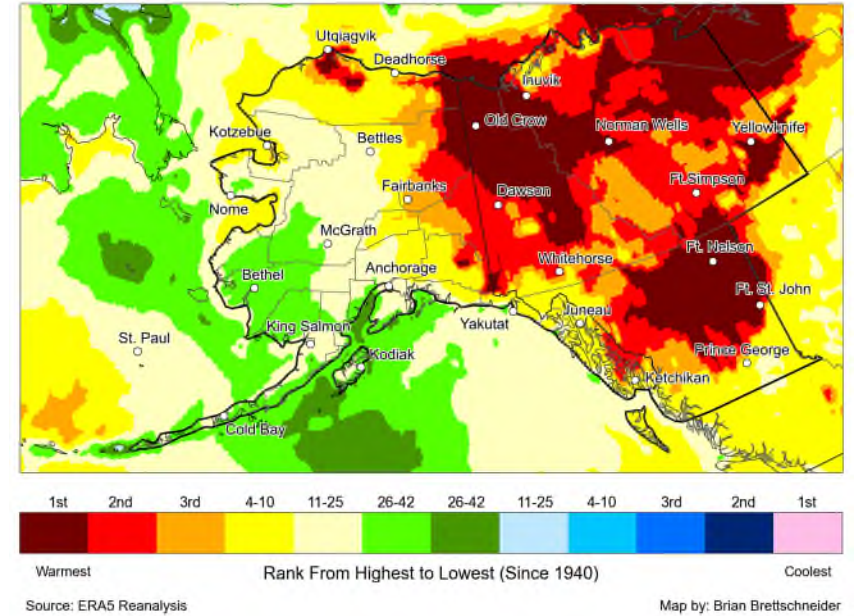 Utqiagvik
Deadhorse
Inuvik
Old Crow
Kotzebue
Bettles
Norman Wells
Yellowknife
Fairbanks
Ft.Simpson
Nome
Dawson
McGrath
Ft. Nelson
Whitehorse
Bethel
Anchorage
Ft. St. John
Yakutat
Juneau
King Salmon
St. Paul
Kodiak
Prince George
Ketchikan
Cold Bay
1st 2nd 3rd 4-10 11-25 26-42 26-42 11-25 4-10 3rd 2nd 1st
Warmest Rank From Highest to Lowest (Since 1940) Coolest
Source: ERA5 Reanalysis Map by: Brian Brettschneider